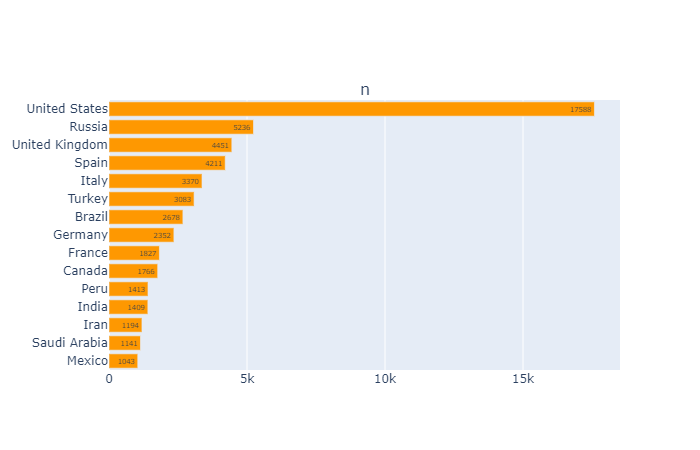 n
United States 17588
Russia 5236
United Kingdom 4451
Spain 4211
Italy 3370
Turkey 3083
Brazil 2678
Germany 2352
France 1827
Canada 1766
Peru 1413
India 1409
Iran 1194
Saudi Arabia 1141
Mexico 1043
0 5k 10k 15k